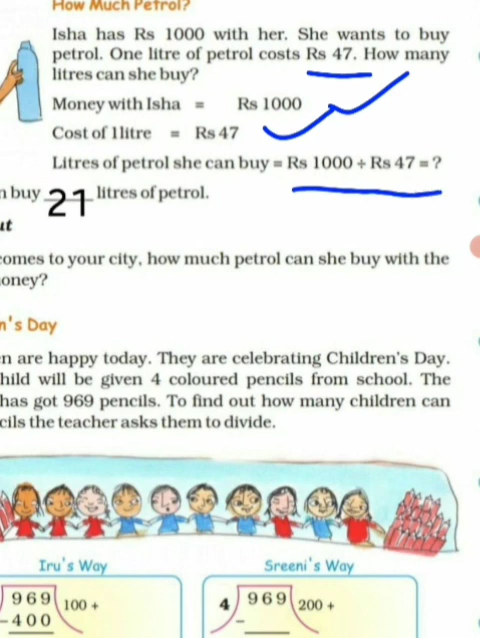 How Much Petrol?
Isha has Rs 1000 with her. She wants to buy
petrol. One litre of petrol costs Rs 47. How many
litres can she buy?
Money with Isha = Rs 1000
Cost of 1litre = Rs 47
Litres of petrol she can buy = Rs 1000 ÷ Rs 47 = ?
buy 21 litres of petrol.
comes to your city, how much petrol can she buy with the
n's Day
are happy today. They are celebrating Children's Day.
will be given 4 coloured pencils from school. The
has got 969 pencils. To find out how many children can
the teacher asks them to divide.
Iru's Way Sreeni's Way
969 100 + 4 969 200 +
-400 -